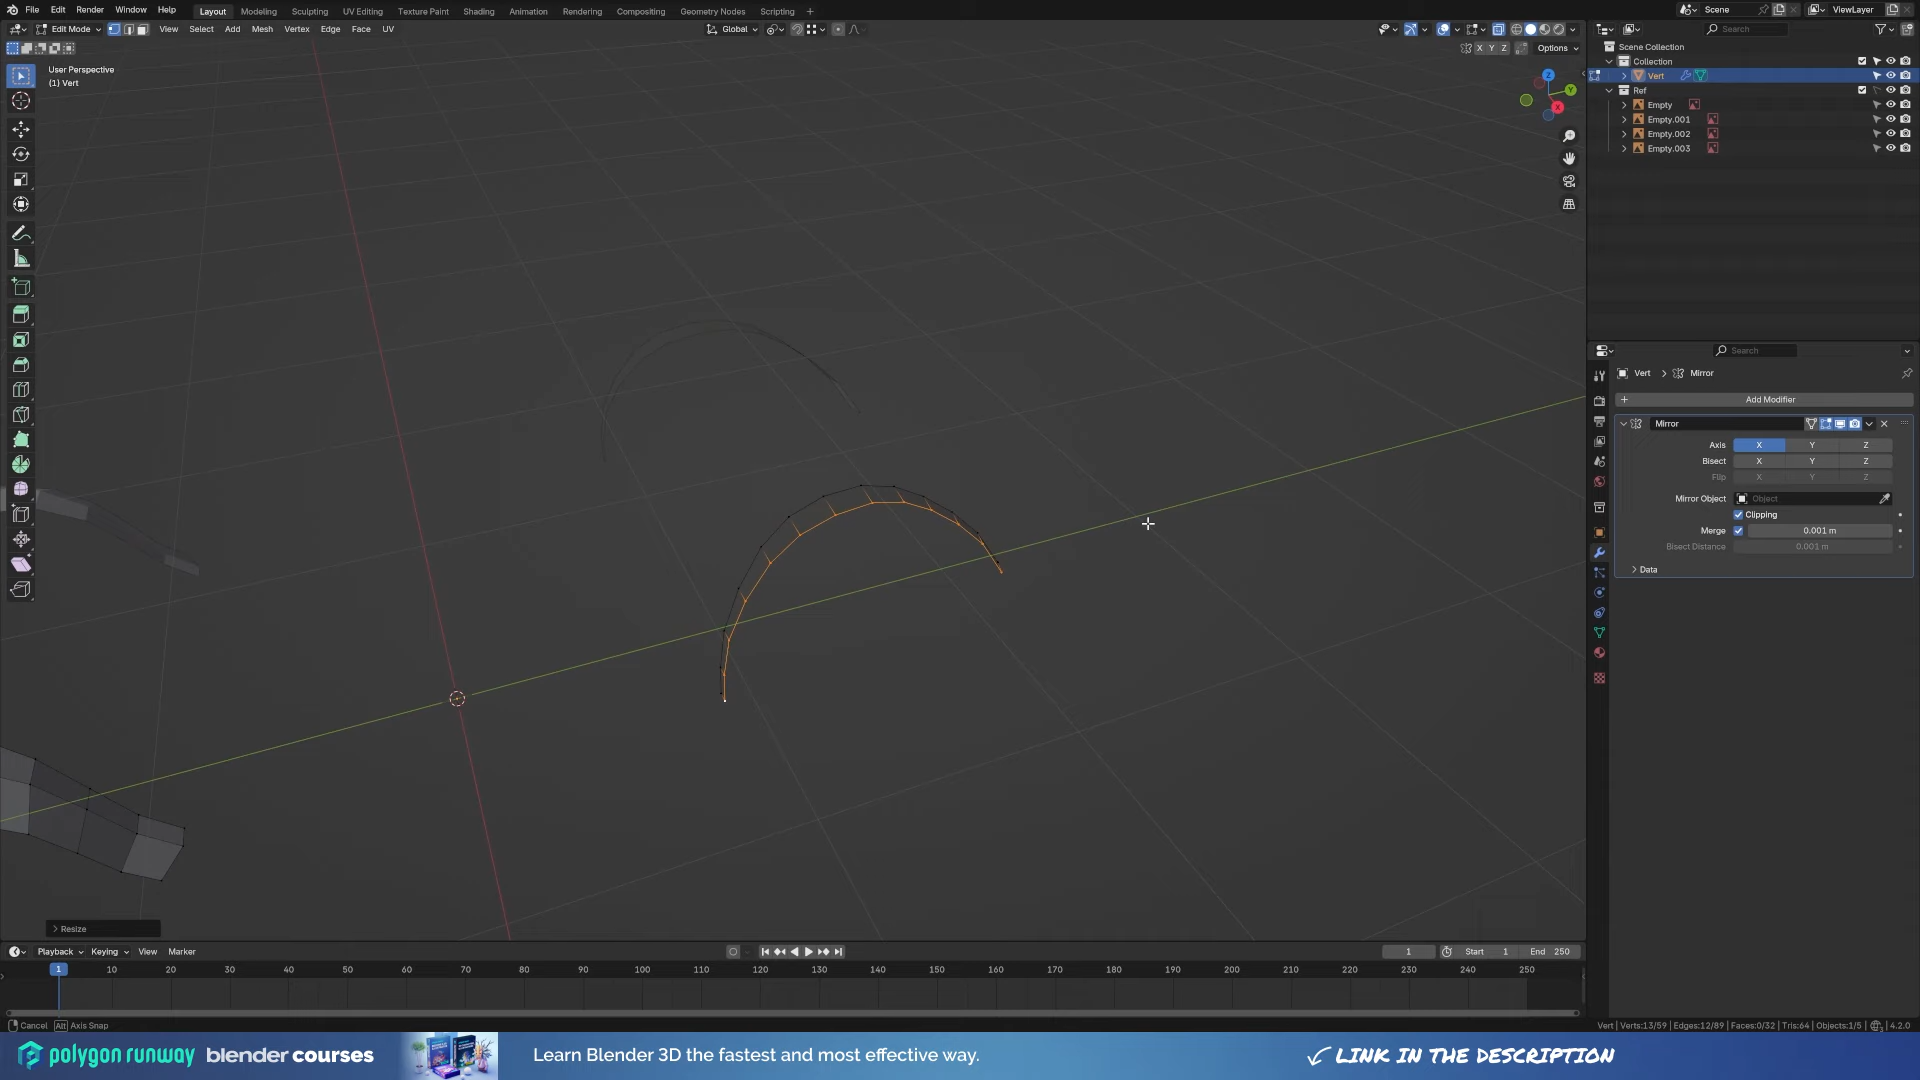 File Edit Render Window Help Layout Modeling Sculpting UV Editing Texture Paint Shading Animation Rendering Compositing Geometry Nodes Scripting + Scene ViewLayer
Edit Mode View Select Add Mesh Vertex Edge Face UV Global Search
X Y Z Options
User Perspective
(1) Vert
Scene Collection
Collection
Vert
Ref
Empty
Empty.001
Empty.002
Empty.003
Z
Y
X
Search
Vert > Mirror
+ Add Modifier
Mirror
Axis X Y Z
Bisect X Y Z
Flip X Y Z
Mirror Object Object
Clipping
Merge 0.001 m
Bisect Distance 0.001 m
Data
> Resize
Playback Keying View Marker 1 Start 1 End 250
1 10 20 30 40 50 60 70 80 90 100 110 120 130 140 150 160 170 180 190 200 210 220 230 240 250
Cancel Alt Axis Snap Vert | Verts:13/59 | Edges:12/89 | Faces:0/32 | Tris:64 | Objects:1/5 | 4.2.0
polygon runway blender courses Learn Blender 3D the fastest and most effective way. LINK IN THE DESCRIPTION